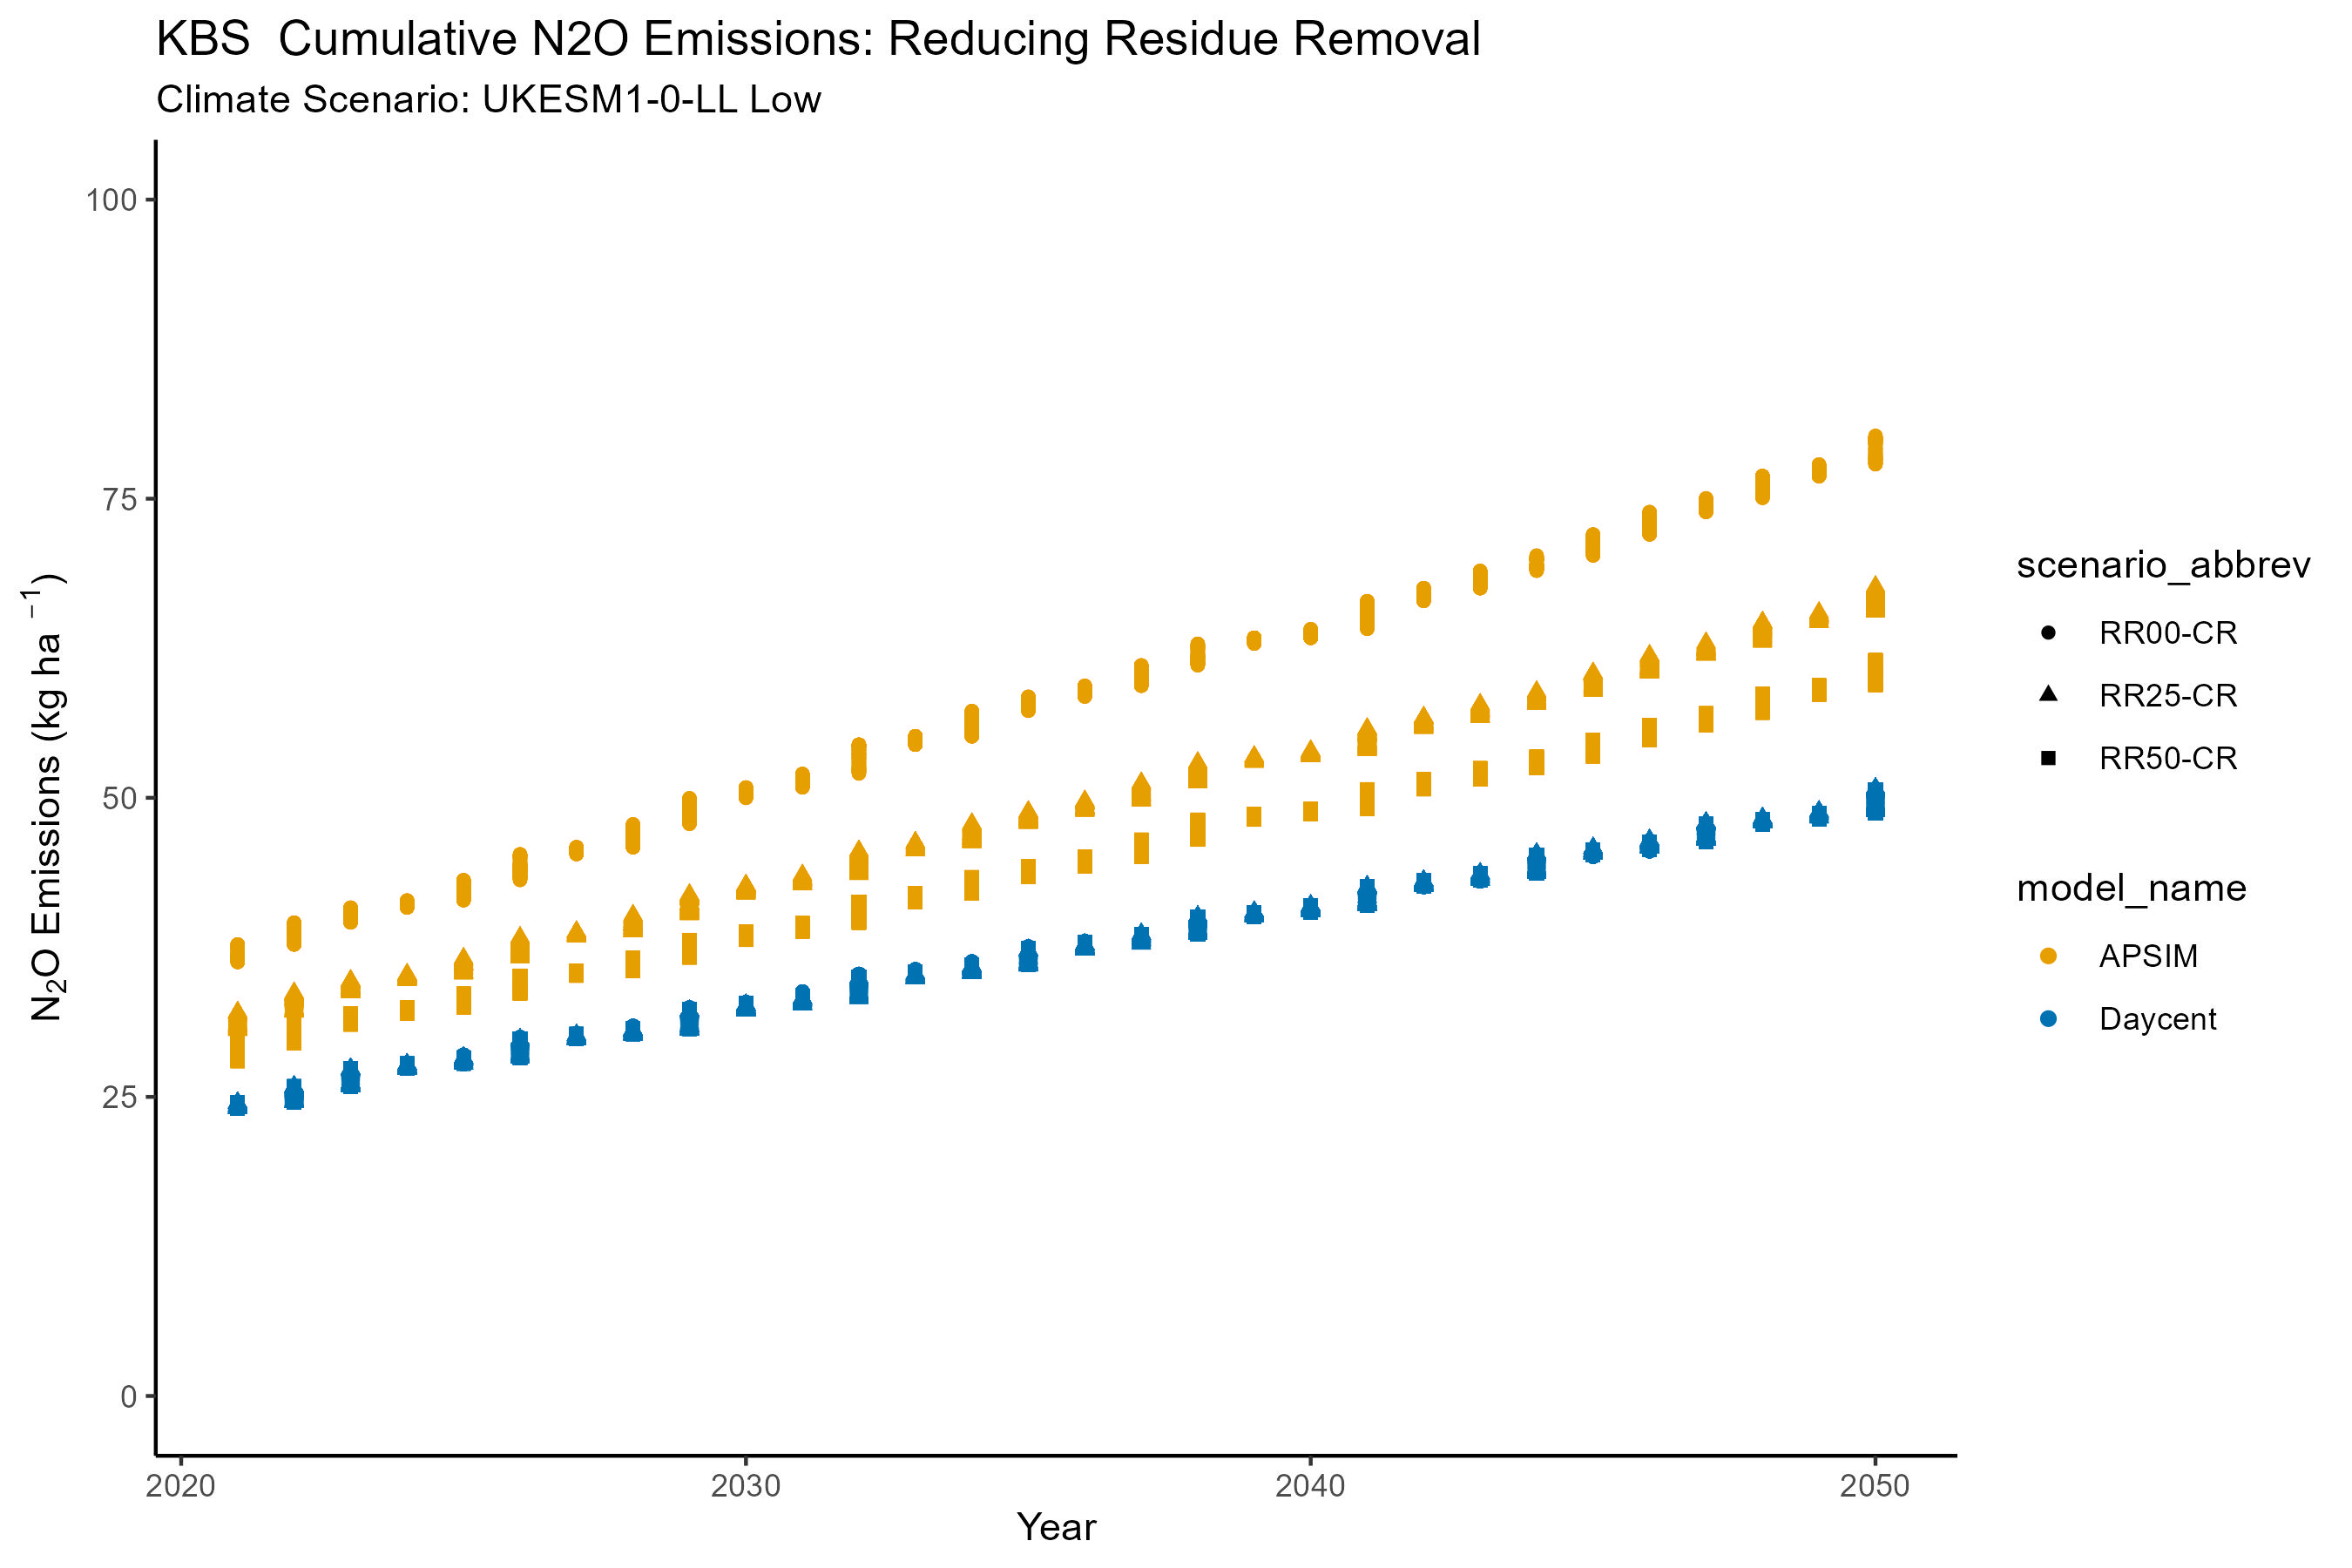 KBS  Cumulative N2O Emissions: Reducing Residue Removal
Climate Scenario: UKESM1-0-LL Low
N₂O Emissions (kg ha ⁻¹)
100
75
50
25
0
2020
2030
2040
2050
Year
scenario_abbrev
RR00-CR
RR25-CR
RR50-CR
model_name
APSIM
Daycent